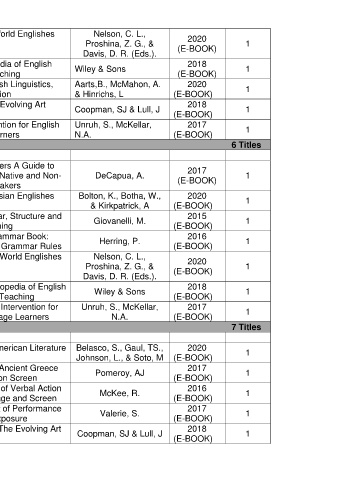 orld Englishes
Nelson, C. L.,
Proshina, Z. G., &
Davis, D. R. (Eds.).
2020
(E-BOOK)
1
dia of English
ching
Wiley & Sons
2018
(E-BOOK)
1
sh Linguistics,
ion
Aarts,B., McMahon, A.
& Hinrichs, L
2020
(E-BOOK)
1
Evolving Art
Coopman, SJ & Lull, J
2018
(E-BOOK)
1
ntion for English
rners
Unruh, S., McKellar,
N.A.
2017
(E-BOOK)
1
6 Titles
ers A Guide to
Native and Non-
akers
DeCapua, A.
2017
(E-BOOK)
1
sian Englishes
Bolton, K., Botha, W.,
& Kirkpatrick, A
2020
(E-BOOK)
1
ar, Structure and
ning
Giovanelli, M.
2015
(E-BOOK)
1
ammar Book:
Grammar Rules
Herring, P.
2016
(E-BOOK)
1
World Englishes
Nelson, C. L.,
Proshina, Z. G., &
Davis, D. R. (Eds.).
2020
(E-BOOK)
1
opedia of English
Teaching
Wiley & Sons
2018
(E-BOOK)
1
Intervention for
age Learners
Unruh, S., McKellar,
N.A.
2017
(E-BOOK)
1
7 Titles
merican Literature
Belasco, S., Gaul, TS.,
Johnson, L., & Soto, M
2020
(E-BOOK)
1
Ancient Greece
on Screen
Pomeroy, AJ
2017
(E-BOOK)
1
of Verbal Action
age and Screen
McKee, R.
2016
(E-BOOK)
1
t of Performance
xposure
Valerie, S.
2017
(E-BOOK)
1
The Evolving Art
Coopman, SJ & Lull, J
2018
(E-BOOK)
1